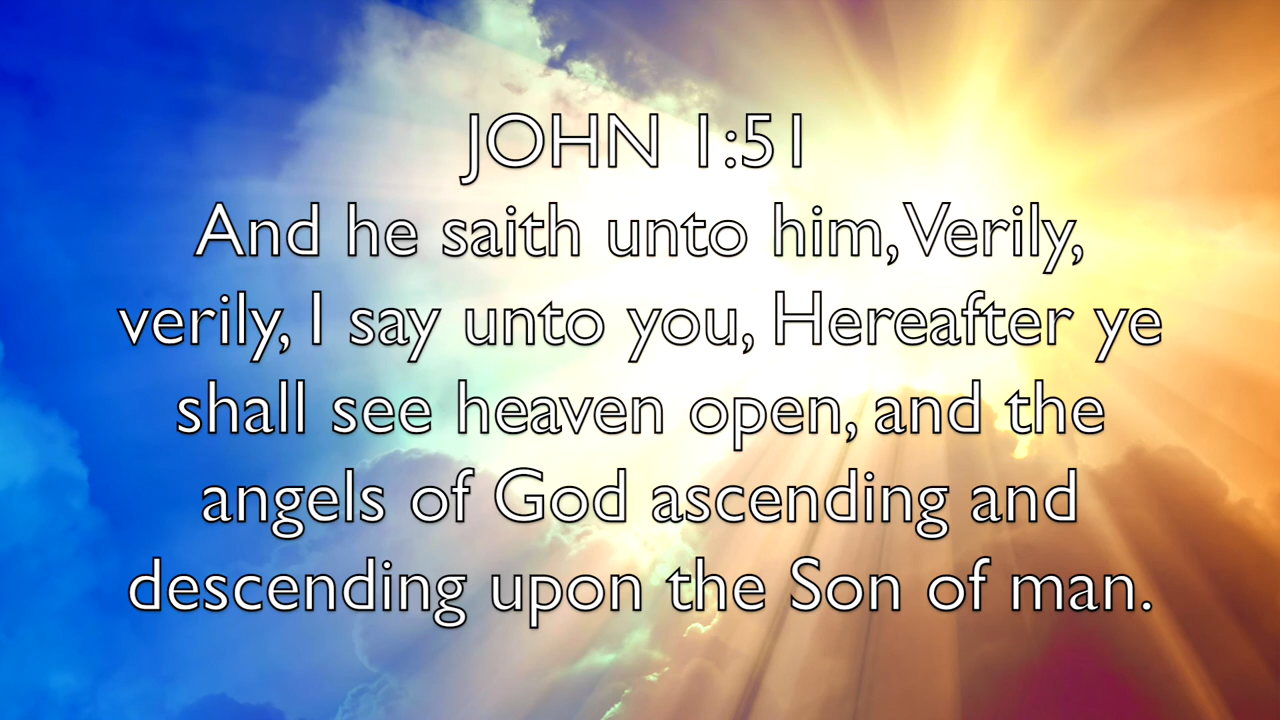 JOHN 1:51
And he saith unto him, Verily,
verily, I say unto you, Hereafter ye
shall see heaven open, and the
angels of God ascending and
descending upon the Son of man.